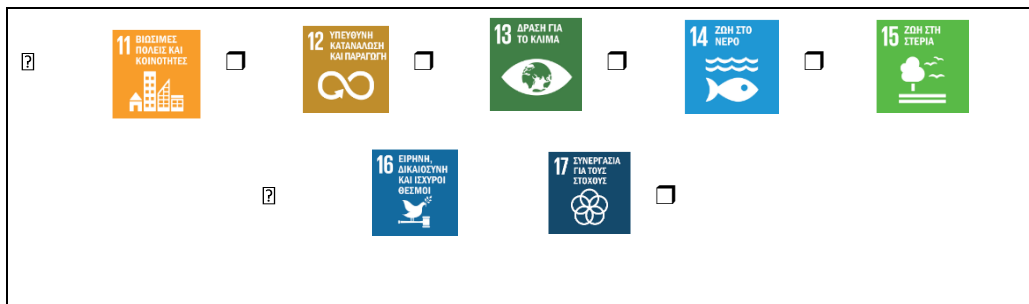 11 ΒΙΩΣΙΜΕΣ
ΠΟΛΕΙΣ ΚΑΙ
ΚΟΙΝΟΤΗΤΕΣ
12 ΥΠΕΥΘΥΝΗ
ΚΑΤΑΝΑΛΩΣΗ
ΚΑΙ ΠΑΡΑΓΩΓΗ
13 ΔΡΑΣΗ ΓΙΑ
ΤΟ ΚΛΙΜΑ
14 ΖΩΗ ΣΤΟ
ΝΕΡΟ
15 ΖΩΗ ΣΤΗ
ΣΤΕΡΙΑ
16 ΕΙΡΗΝΗ,
ΔΙΚΑΙΟΣΥΝΗ
ΚΑΙ ΙΣΧΥΡΟΙ
ΘΕΣΜΟΙ
17 ΣΥΝΕΡΓΑΣΙΑ
ΓΙΑ ΤΟΥΣ
ΣΤΟΧΟΥΣ